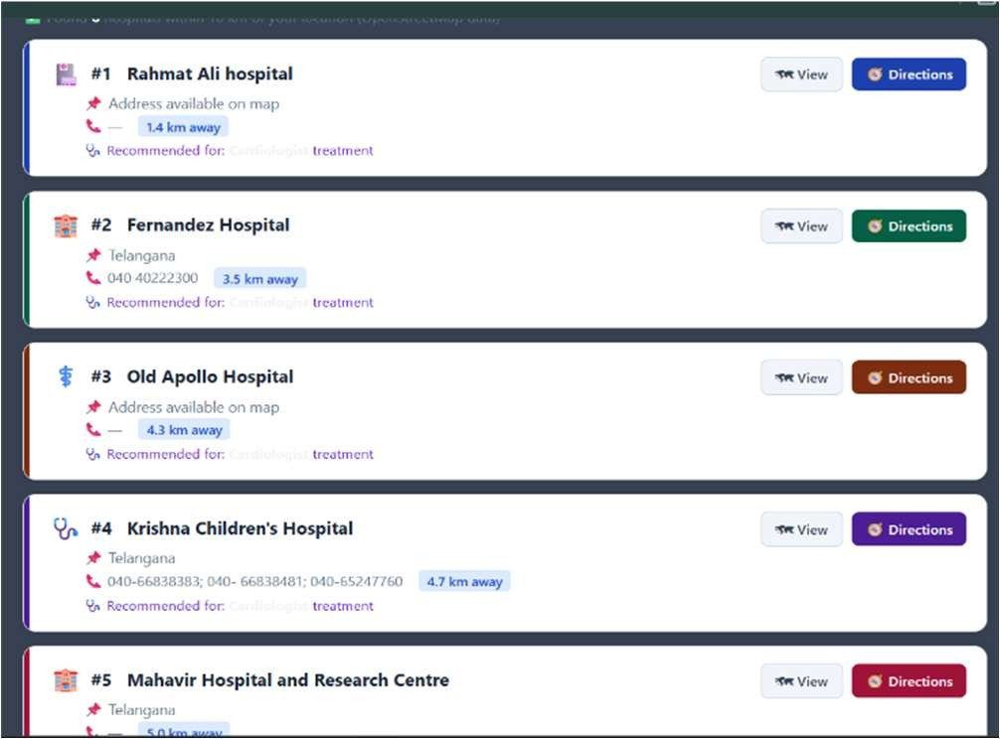 Found 8 hospitals within 10 km of your location (OpenStreetMap data)
#1 Rahmat Ali hospital
View
Directions
Address available on map
— 1.4 km away
Recommended for: Cardiologist treatment
#2 Fernandez Hospital
View
Directions
Telangana
040 40222300 3.5 km away
Recommended for: Cardiologist treatment
#3 Old Apollo Hospital
View
Directions
Address available on map
— 4.3 km away
Recommended for: Cardiologist treatment
#4 Krishna Children's Hospital
View
Directions
Telangana
040-66838383; 040- 66838481; 040-65247760 4.7 km away
Recommended for: Cardiologist treatment
#5 Mahavir Hospital and Research Centre
View
Directions
Telangana
— 5.0 km away